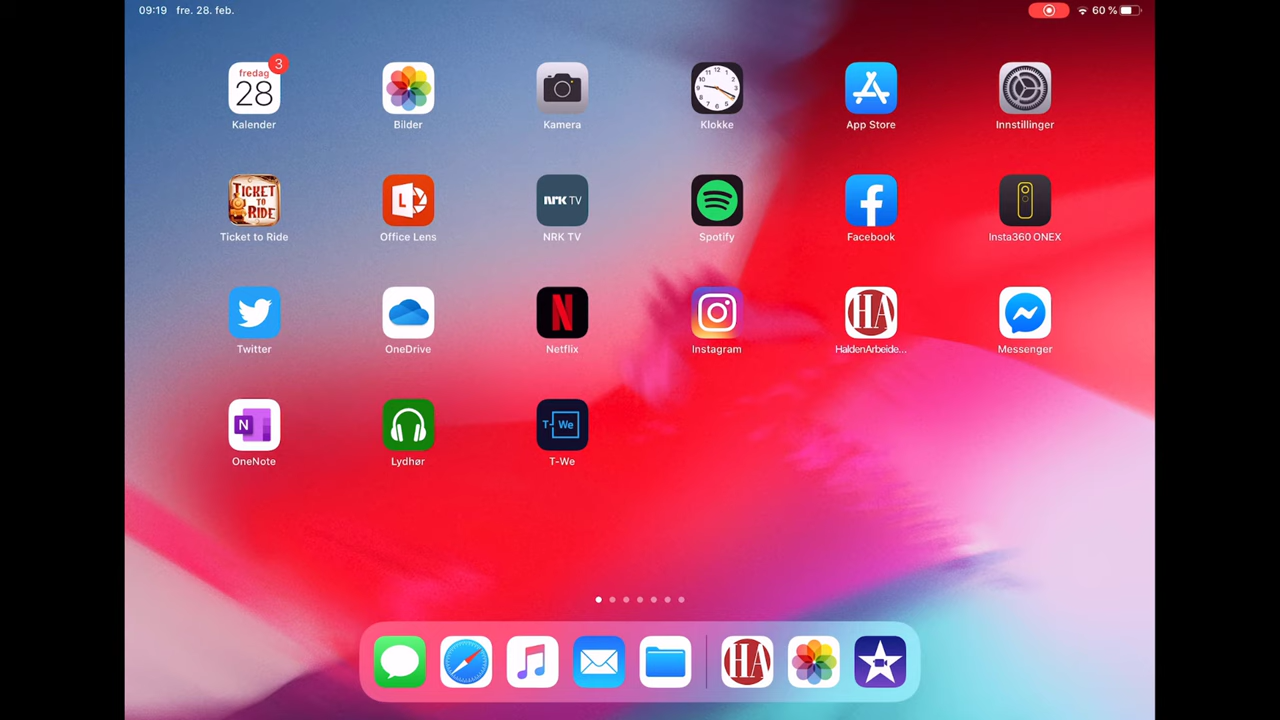 09:19 fre. 28. feb. 60 %
3
fredag
28
Kalender Bilder Kamera Klokke App Store Innstillinger
TICKET TO RIDE
L
NRK TV
Ticket to Ride Office Lens NRK TV Spotify Facebook Insta360 ONEX
N
HA
Twitter OneDrive Netflix Instagram HaldenArbeide... Messenger
N
T-We
OneNote Lydhør T-We
HA